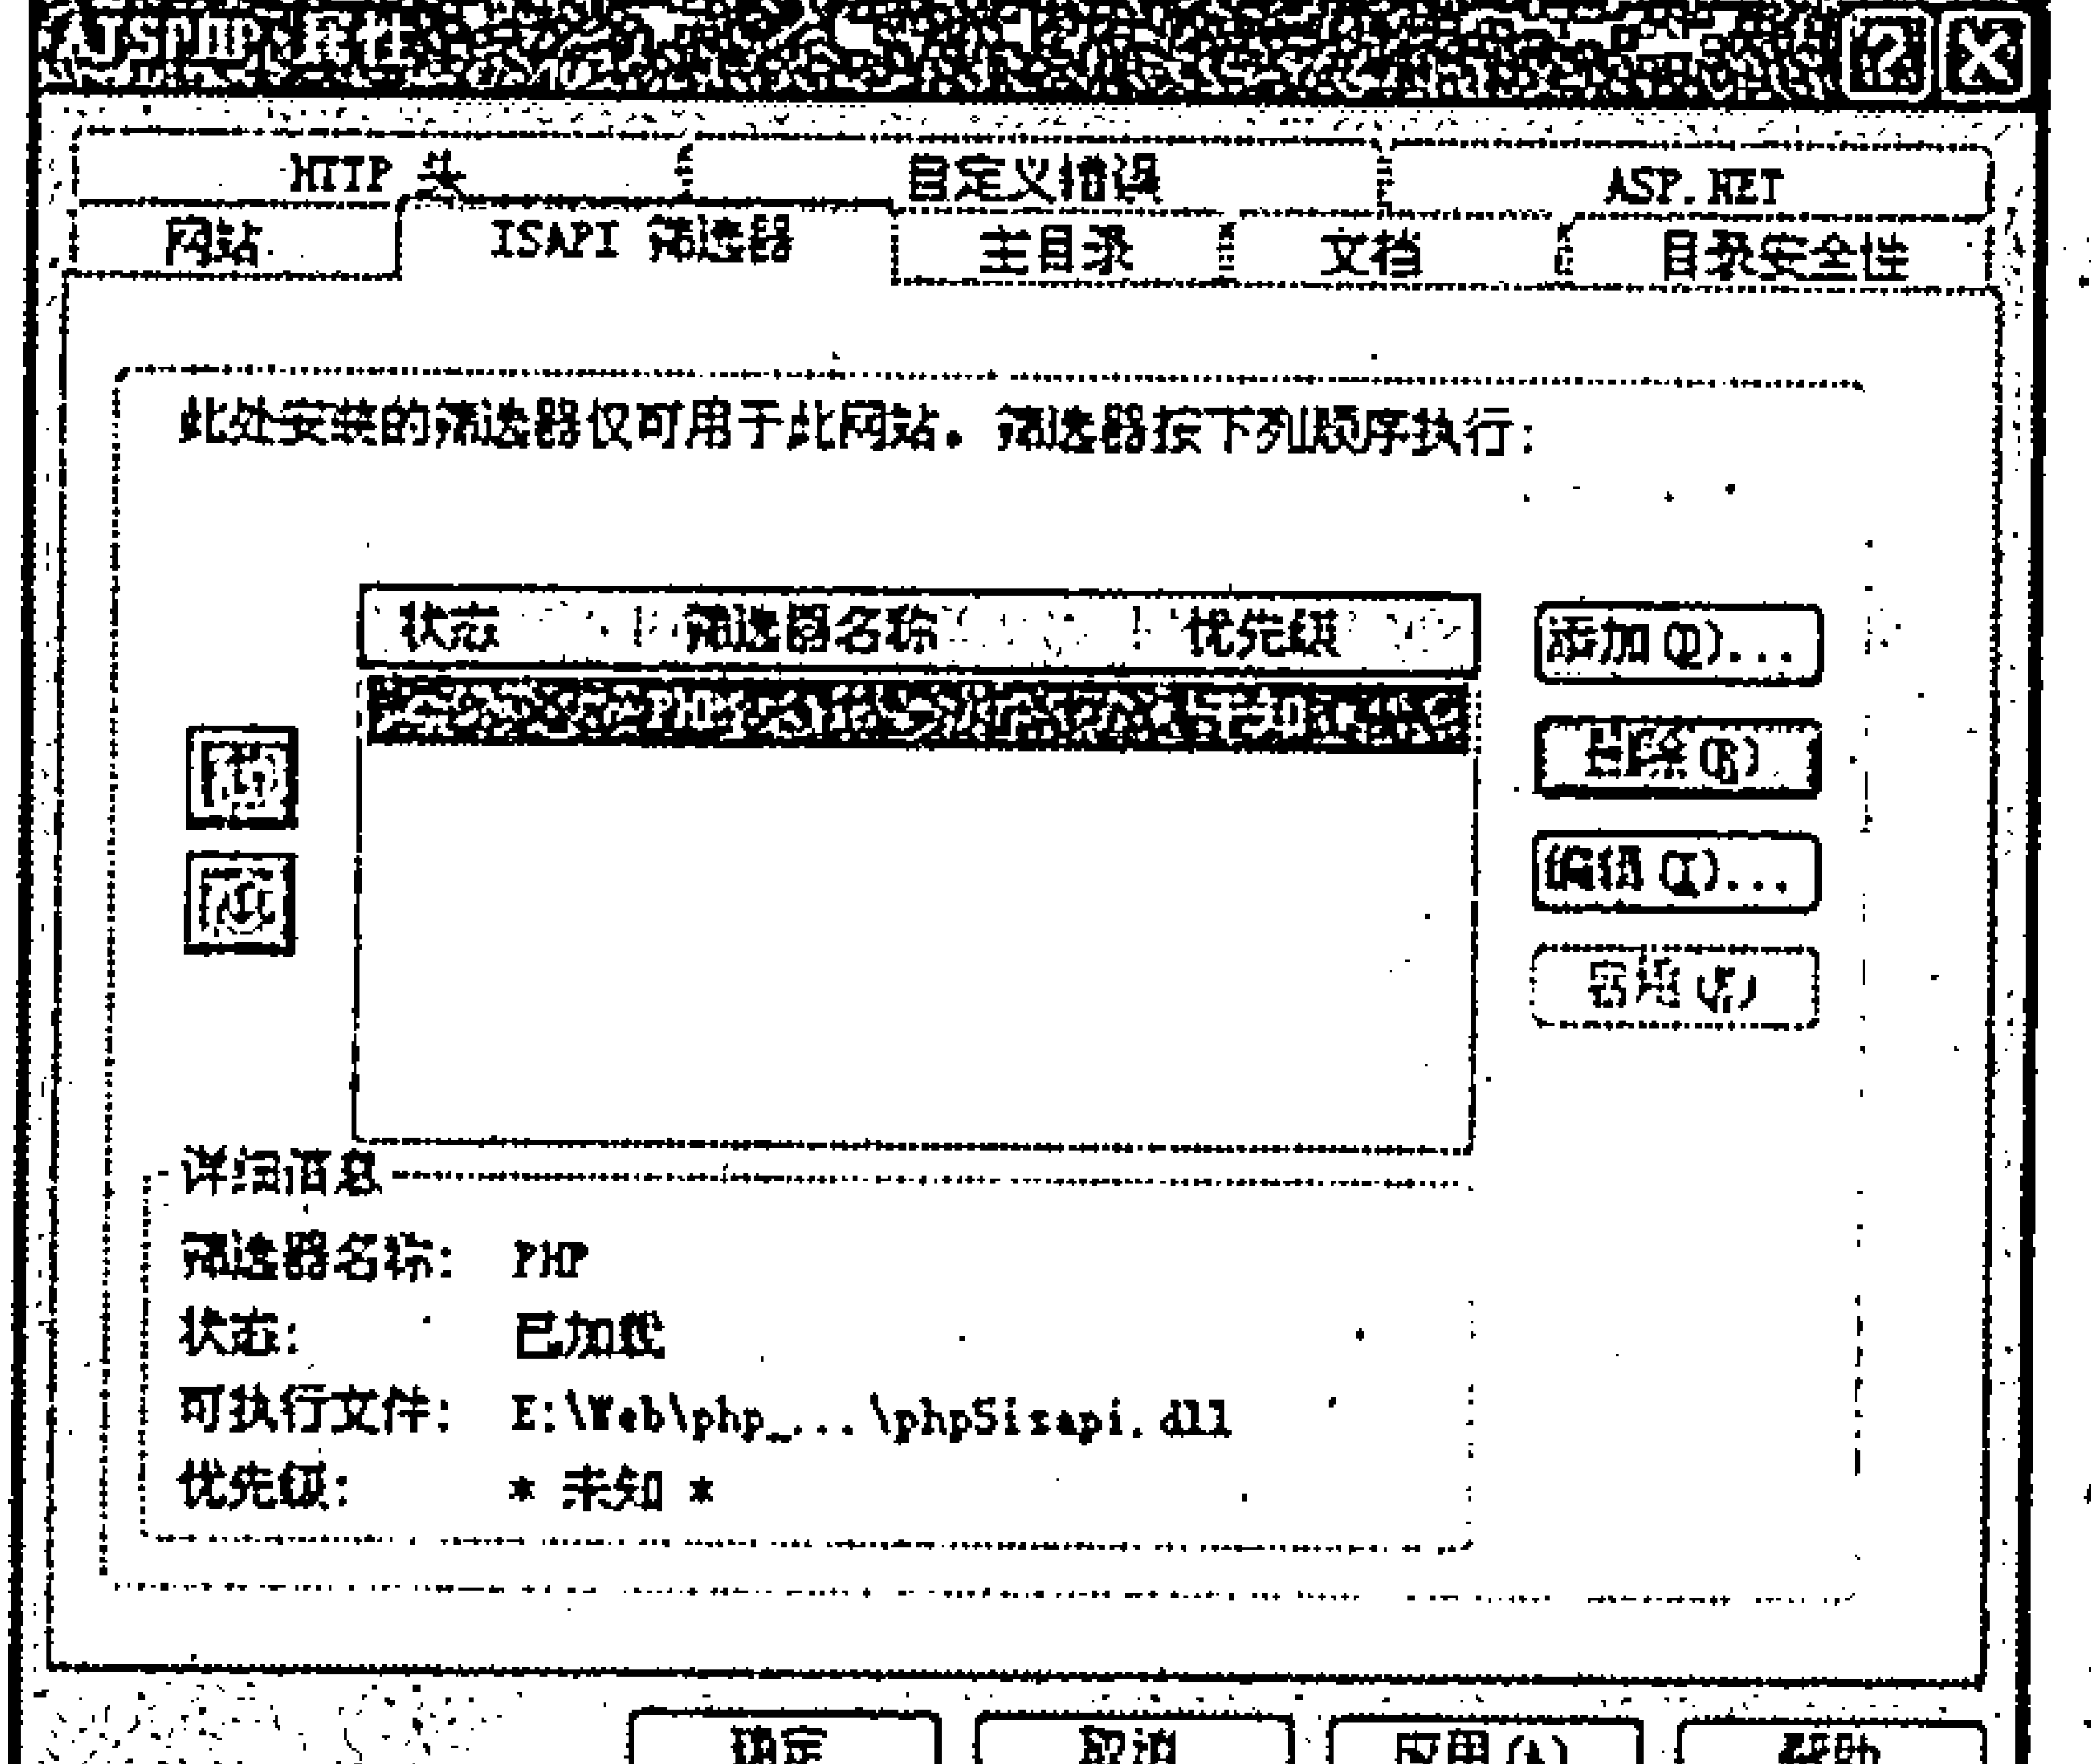 属性
HTTP 头 自定义错误 ASP.NET
网站 ISAPI 筛选器 主目录 文档 目录安全性
此处安装的筛选器仅可用于此网站。筛选器按下列顺序执行:
状态 筛选器名称 优先级
添加(D)...
删除(R)
编辑(I)...
详细信息
筛选器名称: PHP
状态: 已加载
可执行文件: E:\Web\php_...\php5isapi.dll
优先级: * 未知 *
确定 取消 应用(A) 帮助